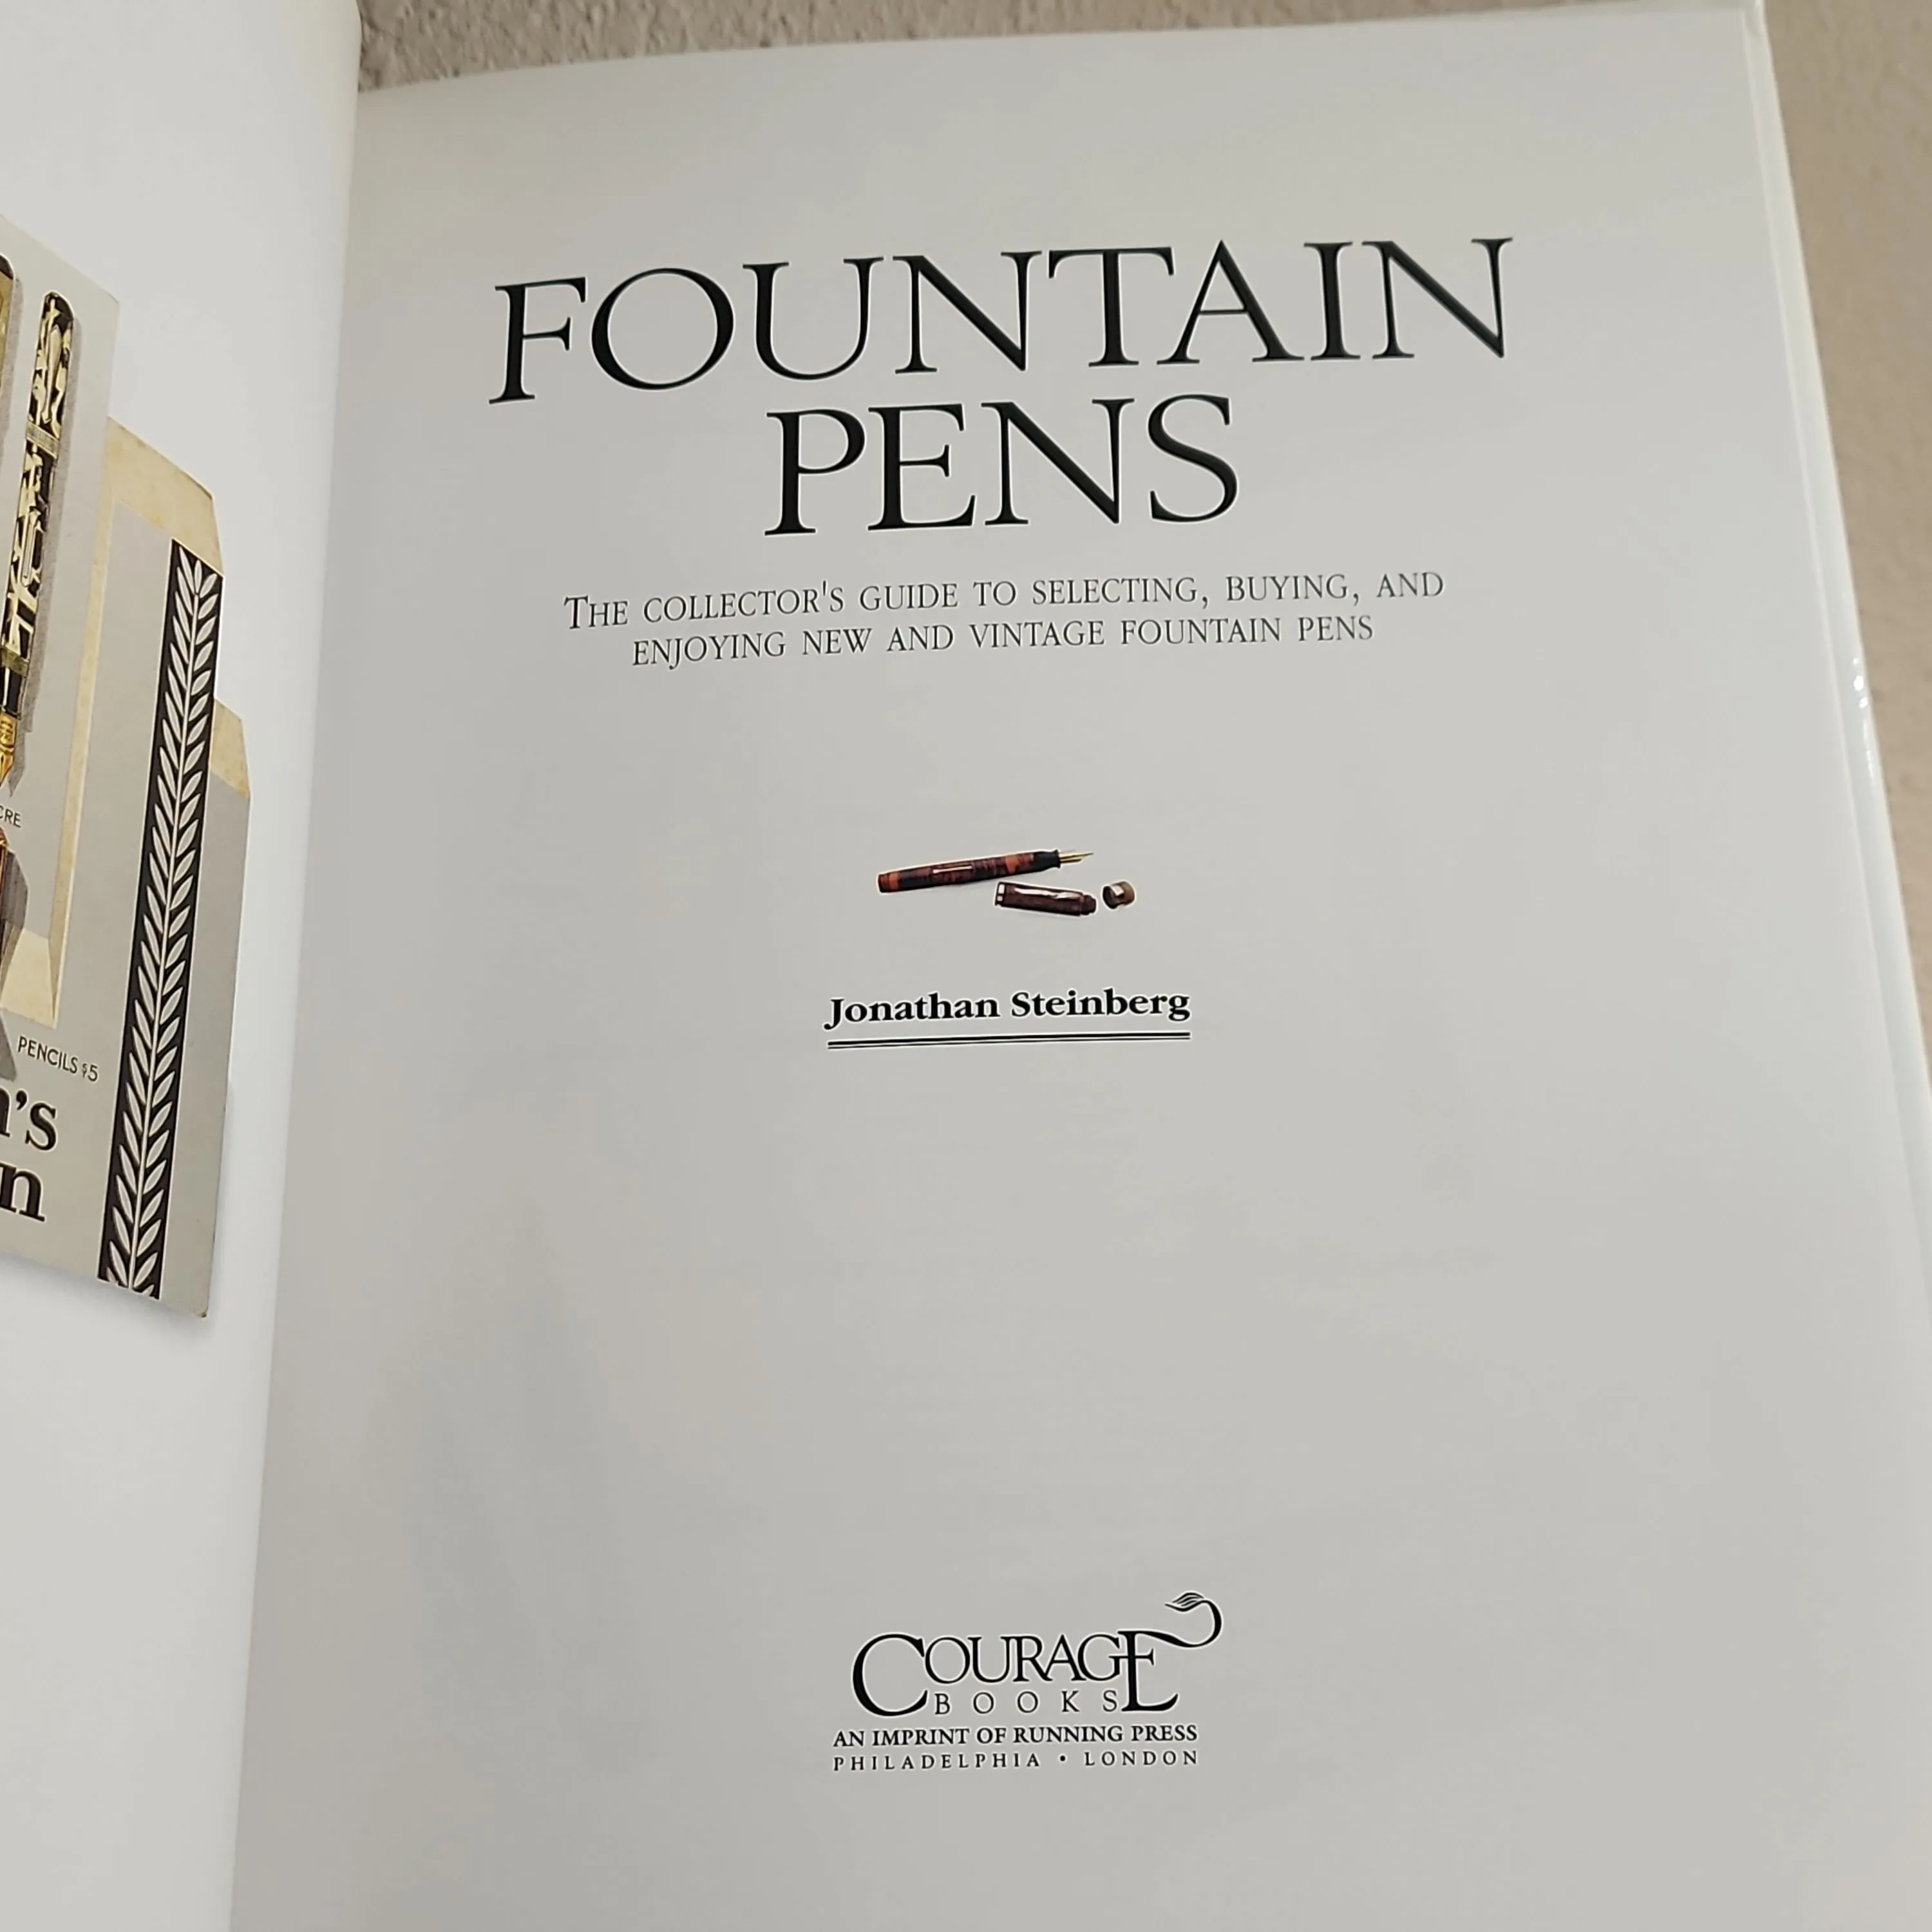 CRE
PENCILS $5
FOUNTAIN
PENS
THE COLLECTOR'S GUIDE TO SELECTING, BUYING, AND
ENJOYING NEW AND VINTAGE FOUNTAIN PENS
Jonathan Steinberg
COURAGE
BOOKS
AN IMPRINT OF RUNNING PRESS
PHILADELPHIA • LONDON